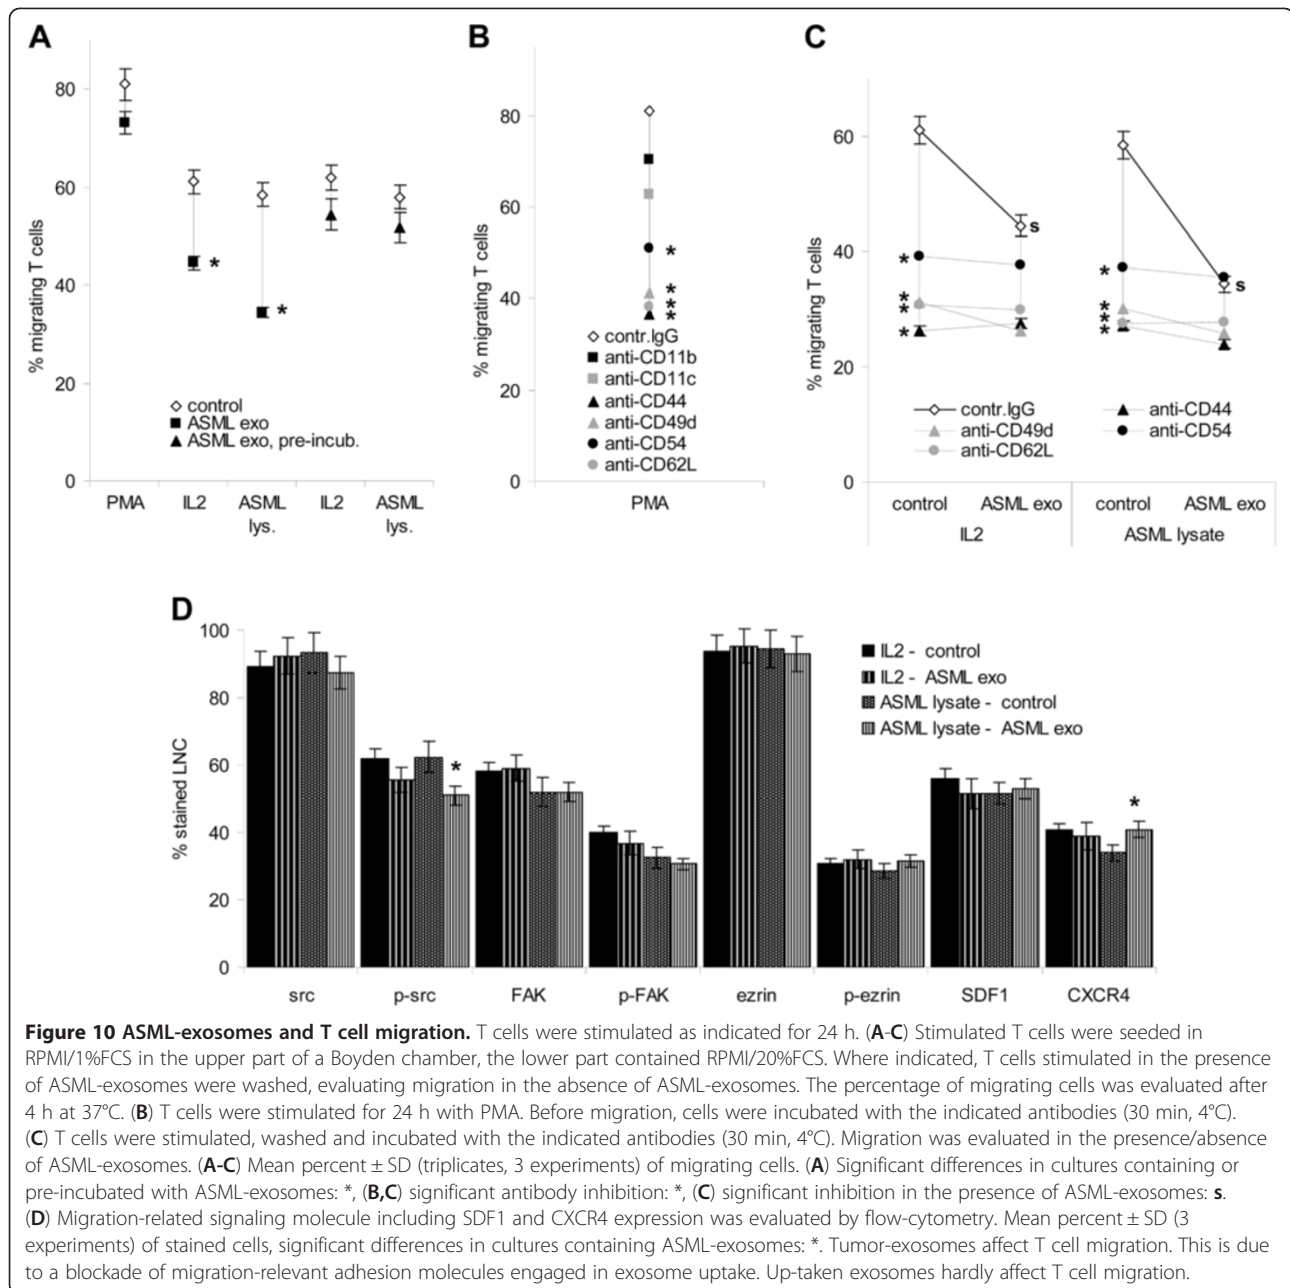 A
80
60
40
20
0
% migrating T cells
*
*
control
ASML exo
ASML exo, pre-incub.
PMA IL2 ASML lys. IL2 ASML lys.
B
80
60
40
20
0
% migrating T cells
*
*
*
*
contr.IgG
anti-CD11b
anti-CD11c
anti-CD44
anti-CD49d
anti-CD54
anti-CD62L
PMA
C
60
40
20
0
% migrating T cells
s
*
*
*
*
s
*
*
*
*
contr.IgG
anti-CD49d
anti-CD62L
anti-CD44
anti-CD54
control ASML exo control ASML exo
IL2 ASML lysate
D
100
80
60
40
20
0
% stained LNC
*
*
IL2 - control
IL2 - ASML exo
ASML lysate - control
ASML lysate - ASML exo
src p-src FAK p-FAK ezrin p-ezrin SDF1 CXCR4
Figure 10 ASML-exosomes and T cell migration. T cells were stimulated as indicated for 24 h. (A-C) Stimulated T cells were seeded in
RPMI/1%FCS in the upper part of a Boyden chamber, the lower part contained RPMI/20%FCS. Where indicated, T cells stimulated in the presence
of ASML-exosomes were washed, evaluating migration in the absence of ASML-exosomes. The percentage of migrating cells was evaluated after
4 h at 37°C. (B) T cells were stimulated for 24 h with PMA. Before migration, cells were incubated with the indicated antibodies (30 min, 4°C).
(C) T cells were stimulated, washed and incubated with the indicated antibodies (30 min, 4°C). Migration was evaluated in the presence/absence
of ASML-exosomes. (A-C) Mean percent ± SD (triplicates, 3 experiments) of migrating cells. (A) Significant differences in cultures containing or
pre-incubated with ASML-exosomes: *, (B,C) significant antibody inhibition: *, (C) significant inhibition in the presence of ASML-exosomes: s.
(D) Migration-related signaling molecule including SDF1 and CXCR4 expression was evaluated by flow-cytometry. Mean percent ± SD (3
experiments) of stained cells, significant differences in cultures containing ASML-exosomes: *. Tumor-exosomes affect T cell migration. This is due
to a blockade of migration-relevant adhesion molecules engaged in exosome uptake. Up-taken exosomes hardly affect T cell migration.